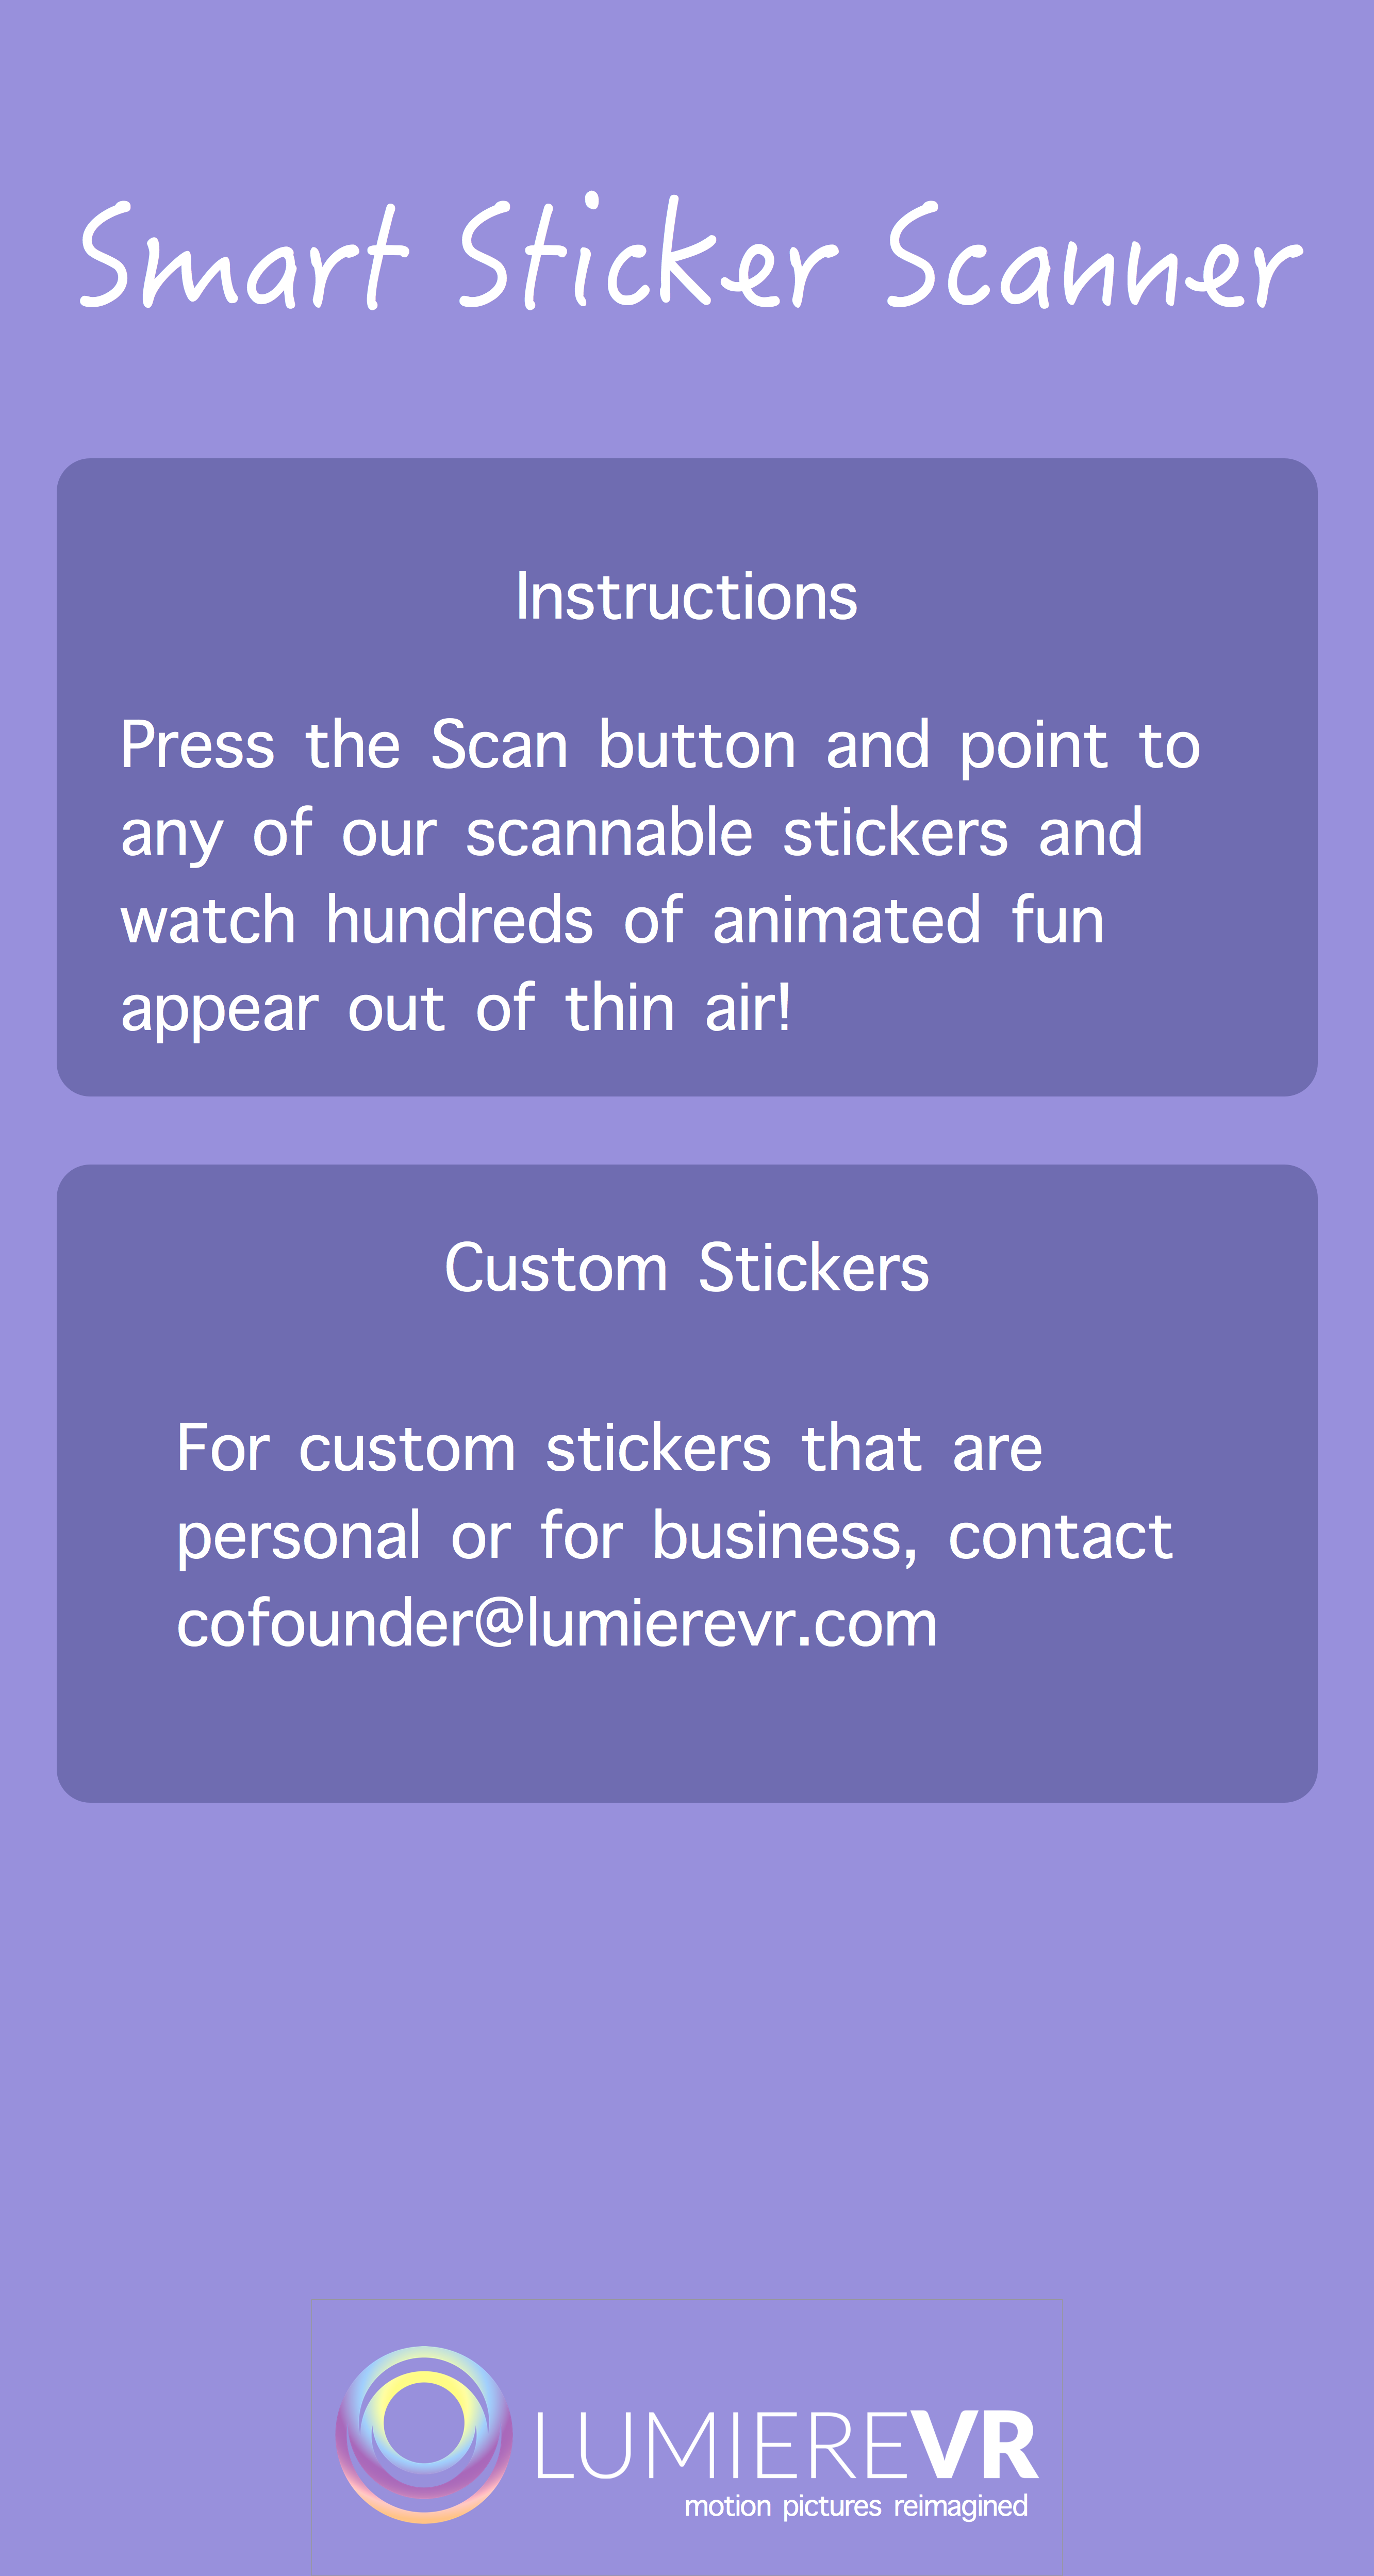 Smart Sticker Scanner
Instructions
Press the Scan button and point to
any of our scannable stickers and
watch hundreds of animated fun
appear out of thin air!
Custom Stickers
For custom stickers that are
personal or for business, contact
cofounder@lumierevr.com
LUMIEREVR
motion pictures reimagined